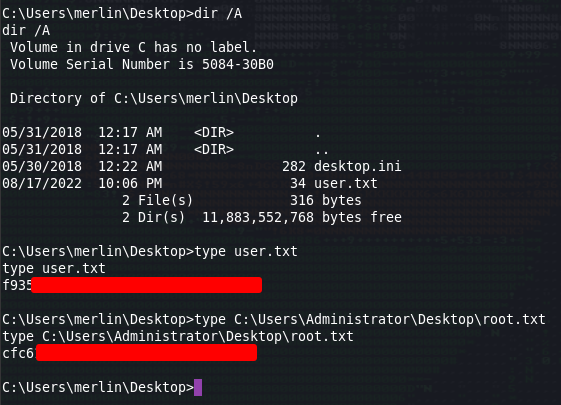 C:\Users\merlin\Desktop>dir /A
dir /A
 Volume in drive C has no label.
 Volume Serial Number is 5084-30B0

 Directory of C:\Users\merlin\Desktop

05/31/2018  12:17 AM    <DIR>          .
05/31/2018  12:17 AM    <DIR>          ..
05/30/2018  12:22 AM               282 desktop.ini
08/17/2022  10:06 PM                34 user.txt
               2 File(s)            316 bytes
               2 Dir(s)  11,883,552,768 bytes free

C:\Users\merlin\Desktop>type user.txt
type user.txt
f935

C:\Users\merlin\Desktop>type C:\Users\Administrator\Desktop\root.txt
type C:\Users\Administrator\Desktop\root.txt
cfc6

C:\Users\merlin\Desktop>